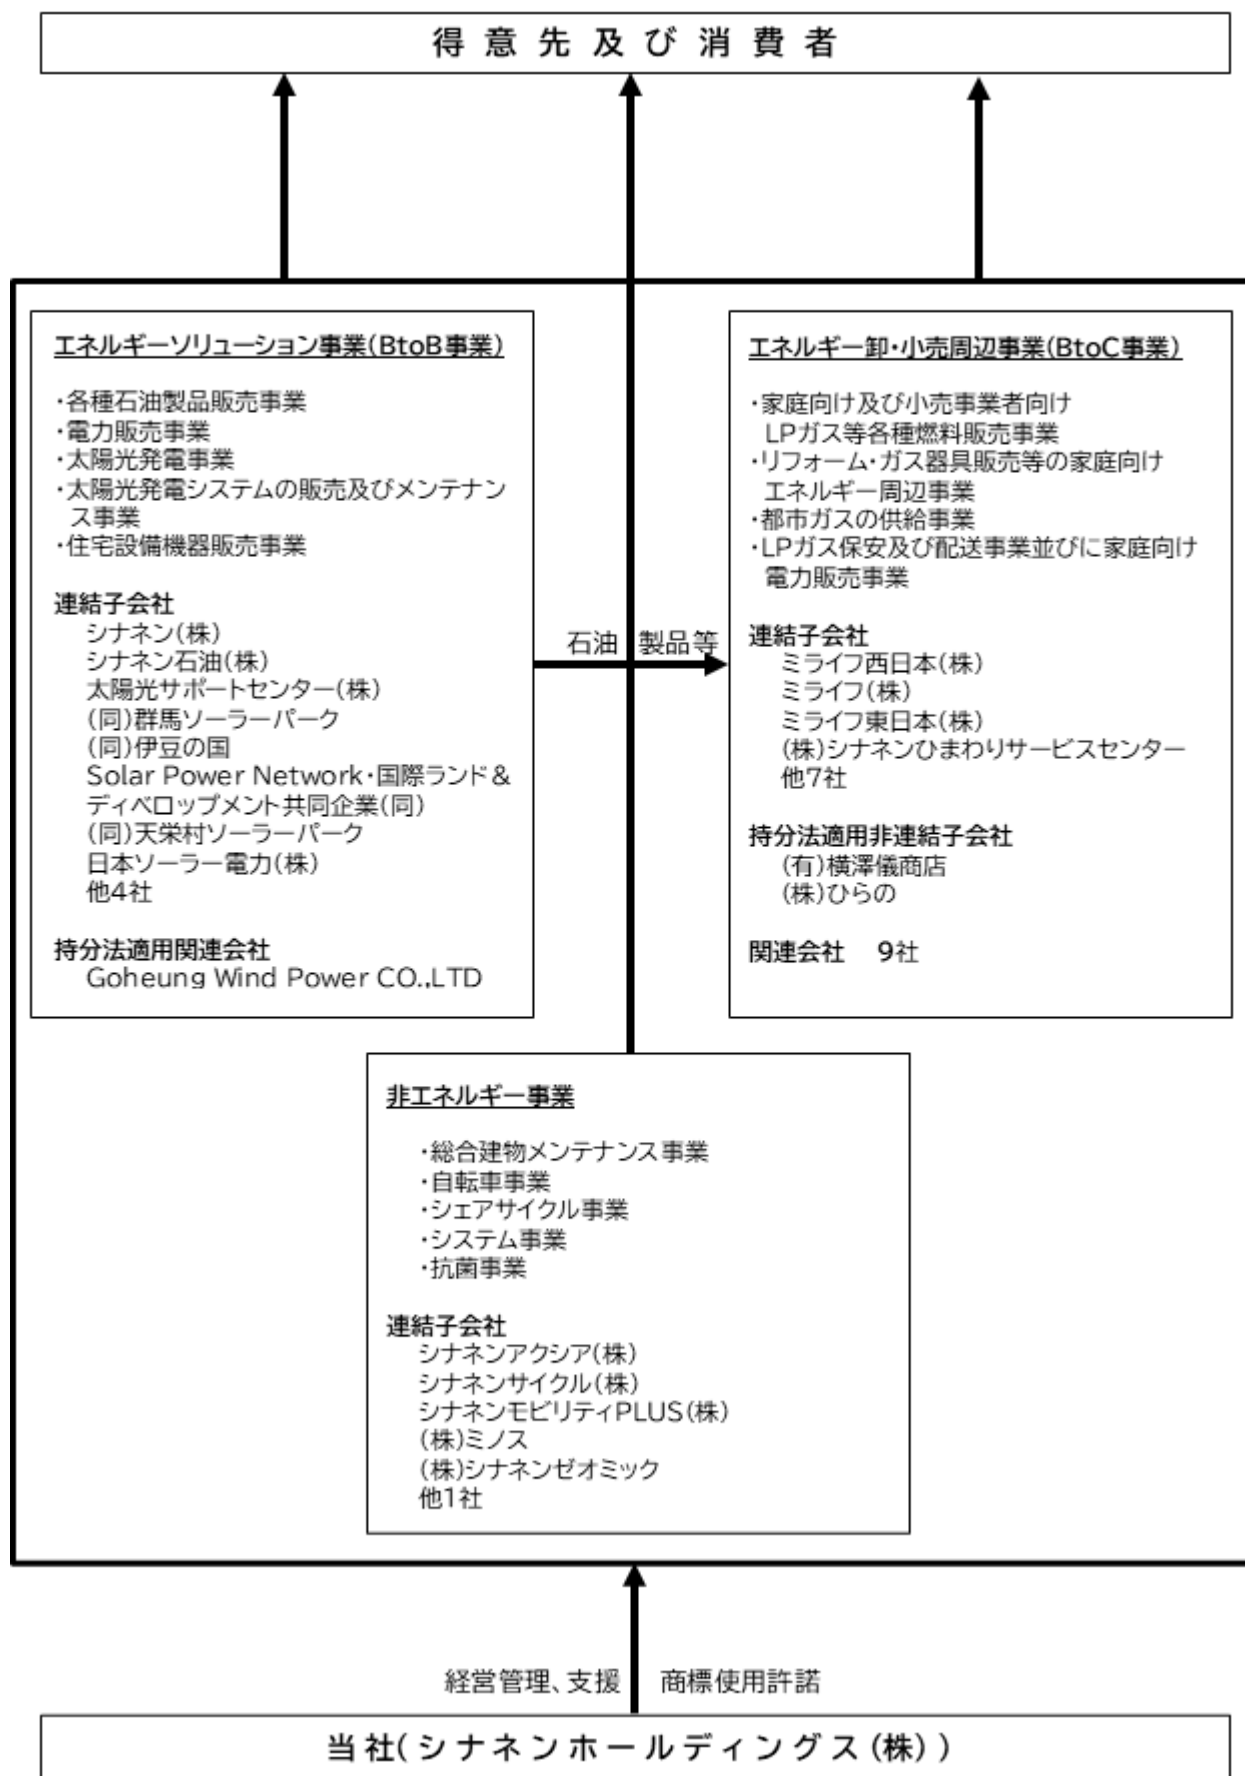 得意先及び消費者
エネルギーソリューション事業(BtoB事業)
・各種石油製品販売事業
・電力販売事業
・太陽光発電事業
・太陽光発電システムの販売及びメンテナン
ス事業
・住宅設備機器販売事業
連結子会社
シナネン(株)
シナネン石油(株)
太陽光サポートセンター(株)
(同)群馬ソーラーパーク
(同)伊豆の国
Solar Power Network・国際ランド&
ディベロップメント共同企業(同)
(同)天栄村ソーラーパーク
日本ソーラー電力(株)
他4社
持分法適用関連会社
Goheung Wind Power CO.,LTD
石油 製品等
エネルギー卸・小売周辺事業(BtoC事業)
・家庭向け及び小売事業者向け
LPガス等各種燃料販売事業
・リフォーム・ガス器具販売等の家庭向け
エネルギー周辺事業
・都市ガスの供給事業
・LPガス保安及び配送事業並びに家庭向け
電力販売事業
連結子会社
ミライフ西日本(株)
ミライフ(株)
ミライフ東日本(株)
(株)シナネンひまわりサービスセンター
他7社
持分法適用非連結子会社
(有)横澤儀商店
(株)ひらの
関連会社 9社
非エネルギー事業
・総合建物メンテナンス事業
・自転車事業
・シェアサイクル事業
・システム事業
・抗菌事業
連結子会社
シナネンアクシア(株)
シナネンサイクル(株)
シナネンモビリティPLUS(株)
(株)ミノス
(株)シナネンゼオミック
他1社
経営管理、支援 商標使用許諾
当社(シナネンホールディングス(株))